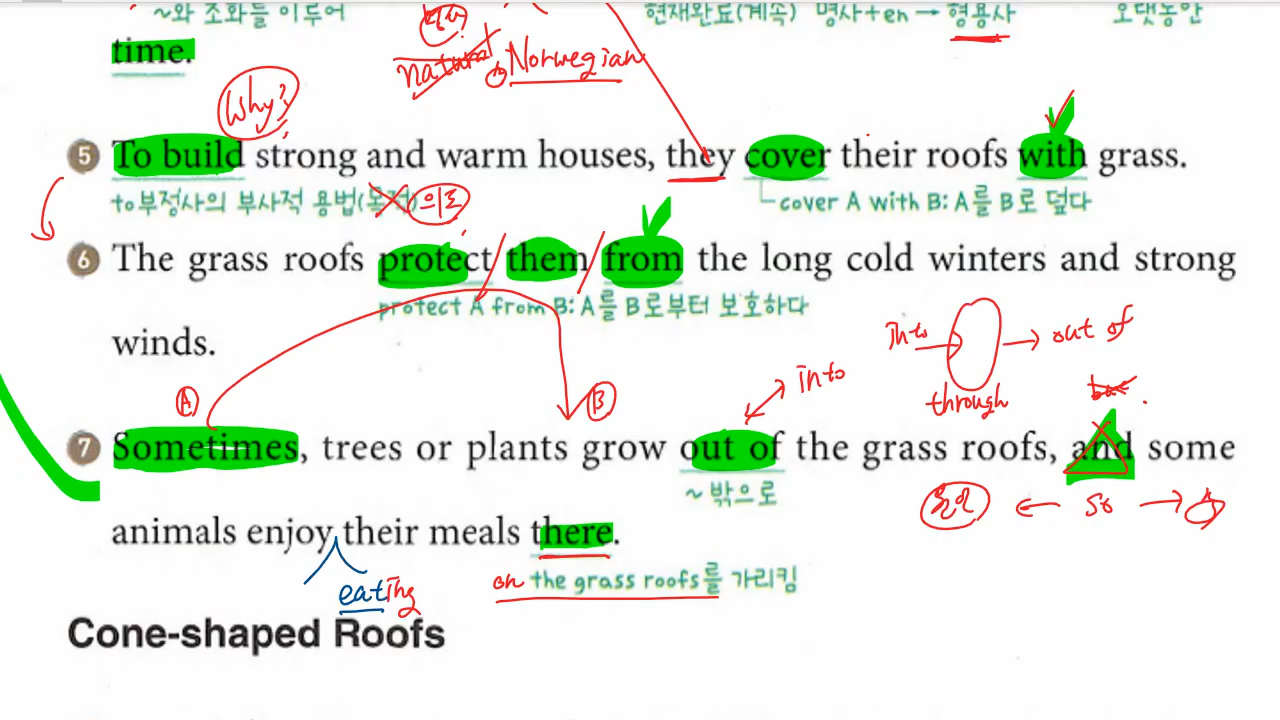 ~와 조화를 이루어
현재완료(계속) 명사+en → 형용사
오랫동안
time.
natural
Norwegian
Why?
5 To build strong and warm houses, they cover their roofs with grass.
to부정사의 부사적 용법(목적) 의도
cover A with B: A를 B로 덮다
6 The grass roofs protect them from the long cold winters and strong
protect A from B: A를 B로부터 보호하다
winds.
into
out of
through
into
but
A
B
7 Sometimes, trees or plants grow out of the grass roofs, and some
~ 밖으로
so
animals enjoy their meals there.
eating
on the grass roofs를 가리킴
Cone-shaped Roofs